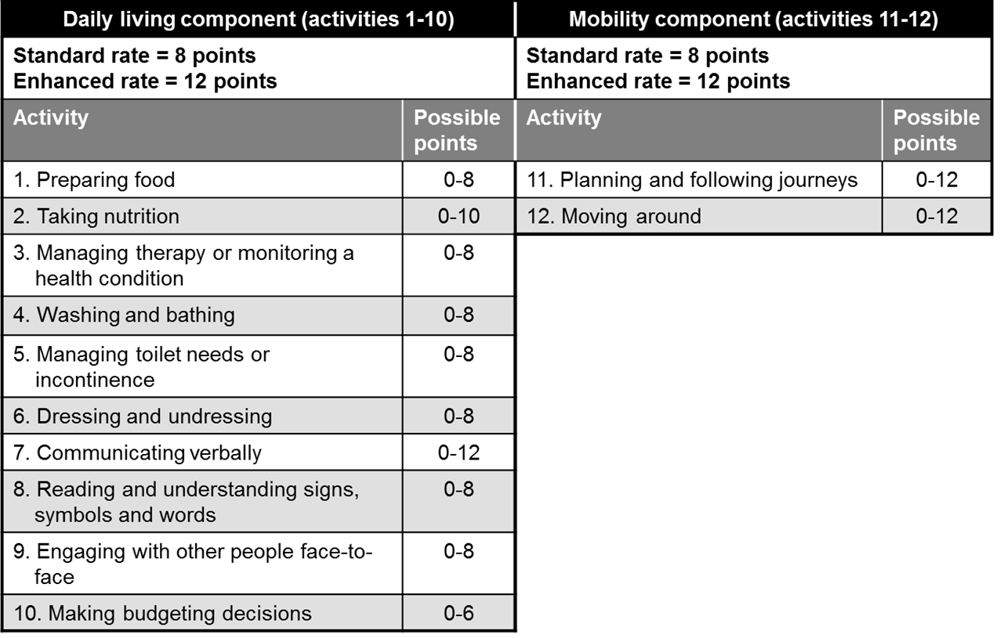 Daily living component (activities 1-10)
Standard rate = 8 points
Enhanced rate = 12 points
Activity Possible points
1. Preparing food 0-8
2. Taking nutrition 0-10
3. Managing therapy or monitoring a 0-8
health condition
4. Washing and bathing 0-8
5. Managing toilet needs or 0-8
incontinence
6. Dressing and undressing 0-8
7. Communicating verbally 0-12
8. Reading and understanding signs, 0-8
symbols and words
9. Engaging with other people face-to- 0-8
face
10. Making budgeting decisions 0-6
Mobility component (activities 11-12)
Standard rate = 8 points
Enhanced rate = 12 points
Activity Possible points
11. Planning and following journeys 0-12
12. Moving around 0-12